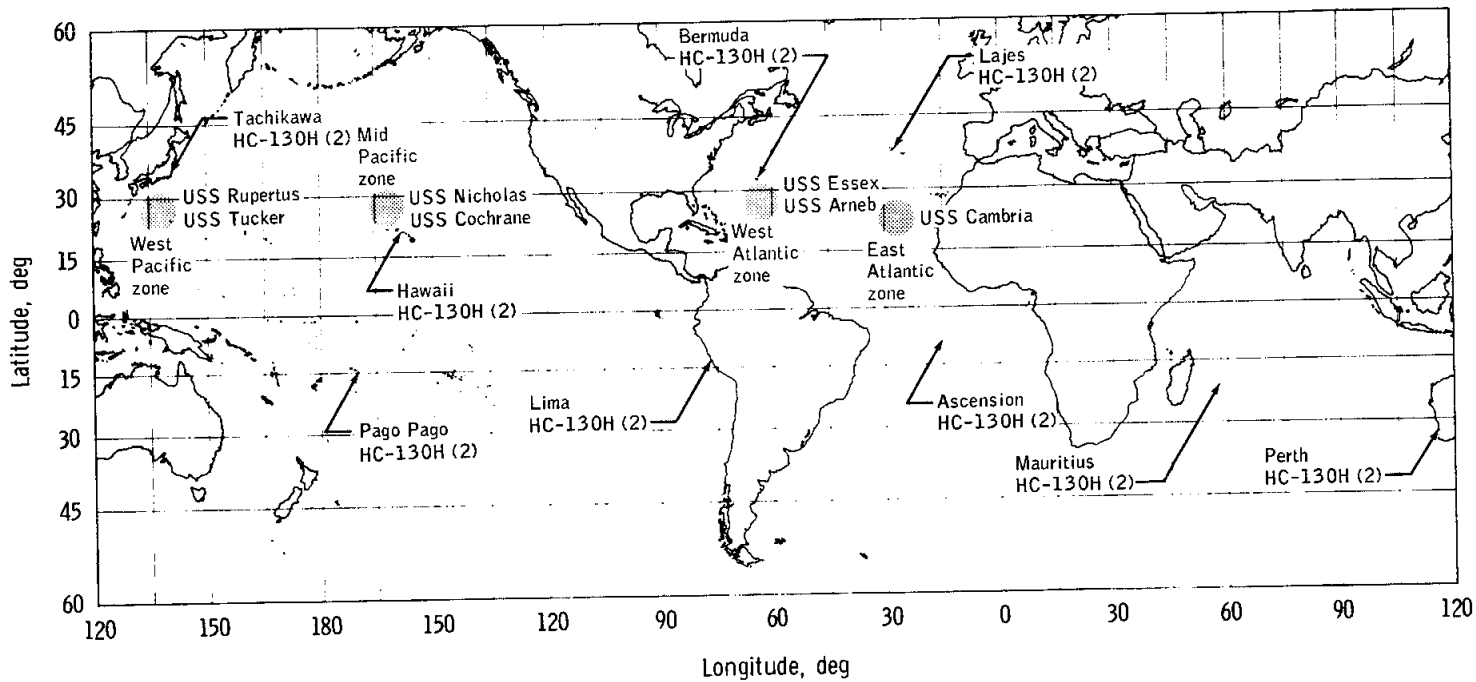 60
45
30
15
0
15
30
45
60
Latitude, deg
120
150
180
150
120
90
60
30
0
30
60
90
120
Longitude, deg
Tachikawa
HC-130H (2)
Mid
Pacific
zone
USS Rupertus
USS Tucker
West
Pacific
zone
USS Nicholas
USS Cochrane
Hawaii
HC-130H (2)
Pago Pago
HC-130H (2)
Lima
HC-130H (2)
Bermuda
HC-130H (2)
Lajes
HC-130H (2)
USS Essex
USS Arneb
West
Atlantic
zone
USS Cambria
East
Atlantic
zone
Ascension
HC-130H (2)
Mauritius
HC-130H (2)
Perth
HC-130H (2)